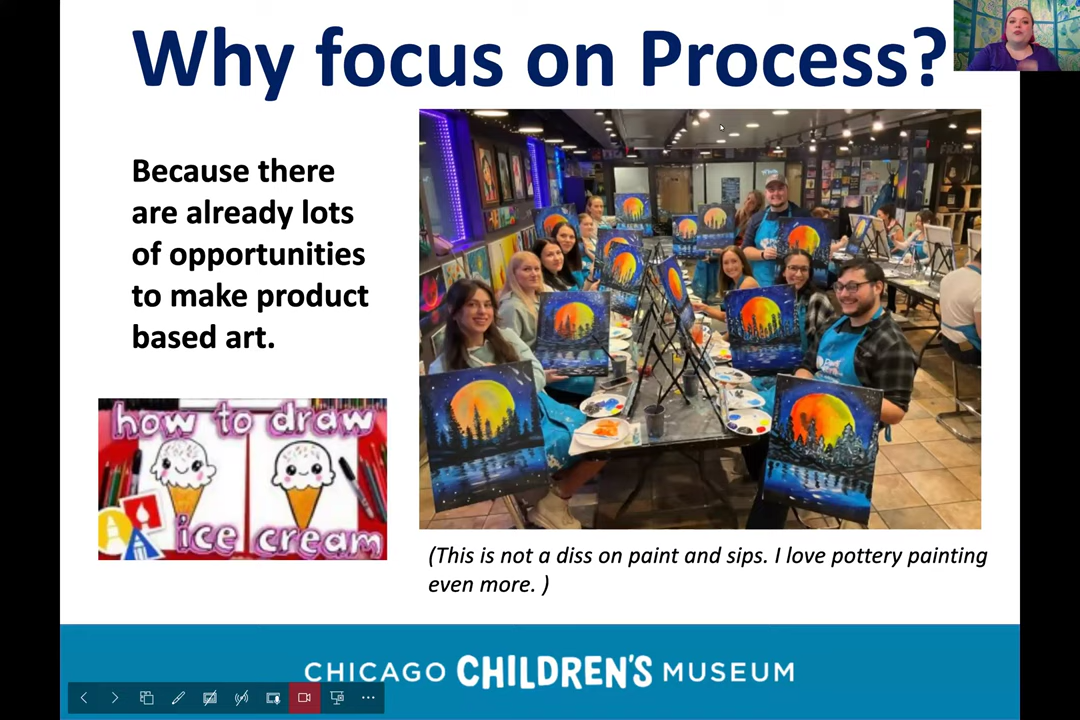 Why focus on Process?
Because there
are already lots
of opportunities
to make product
based art.
how to draw
ice cream
(This is not a diss on paint and sips. I love pottery painting
even more. )
CHICAGO CHILDREN'S MUSEUM